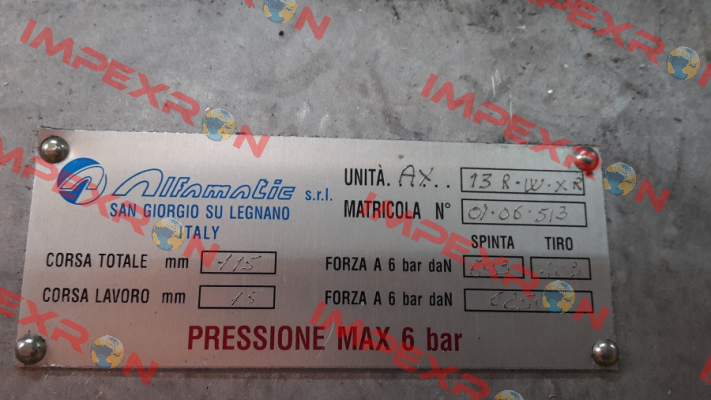 Alfamatic s.r.l.
SAN GIORGIO SU LEGNANO
ITALY
UNITÀ. AX.. 13 R-W-X
MATRICOLA N° 01.06.513
SPINTA TIRO
CORSA TOTALE mm 115 FORZA A 6 bar daN
CORSA LAVORO mm 15 FORZA A 6 bar daN
PRESSIONE MAX 6 bar
IMPEXRON
IMPEXRON
IMPEXRON
IMPEXRON
IMPEXRON
IMPEXRON